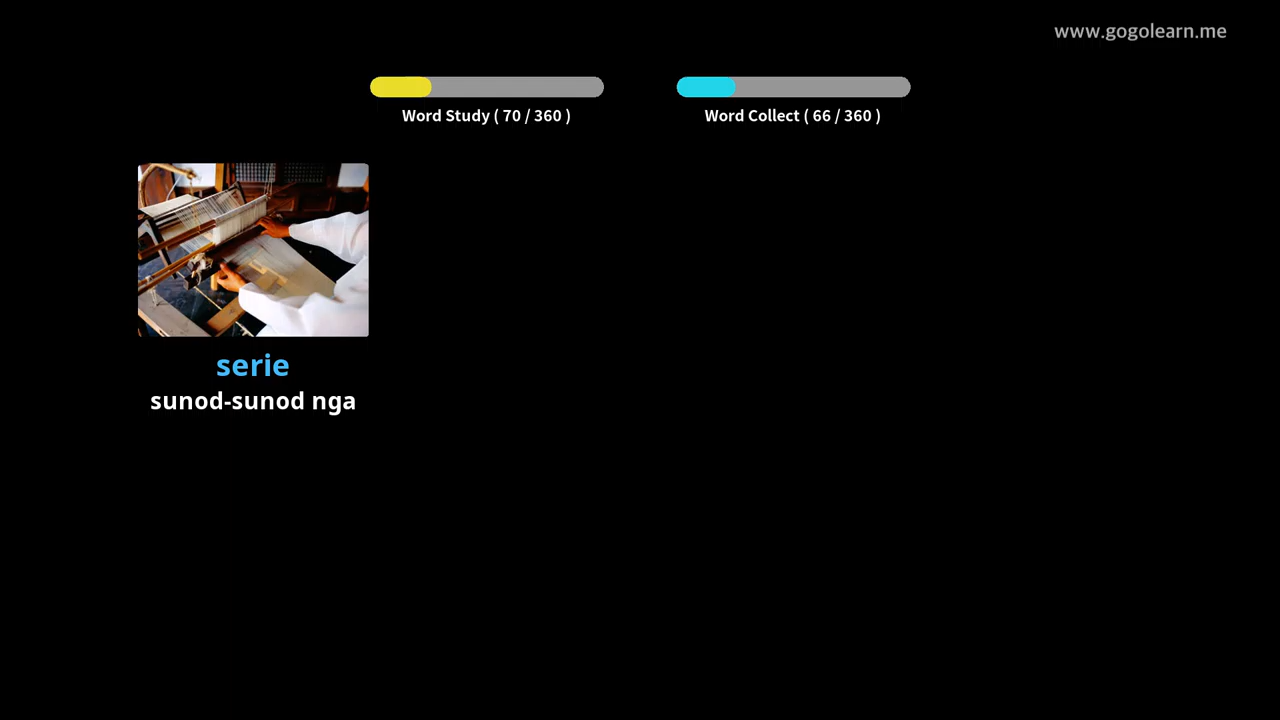 www.gogolearn.me
Word Study ( 70 / 360 )
Word Collect ( 66 / 360 )
serie
sunod-sunod nga